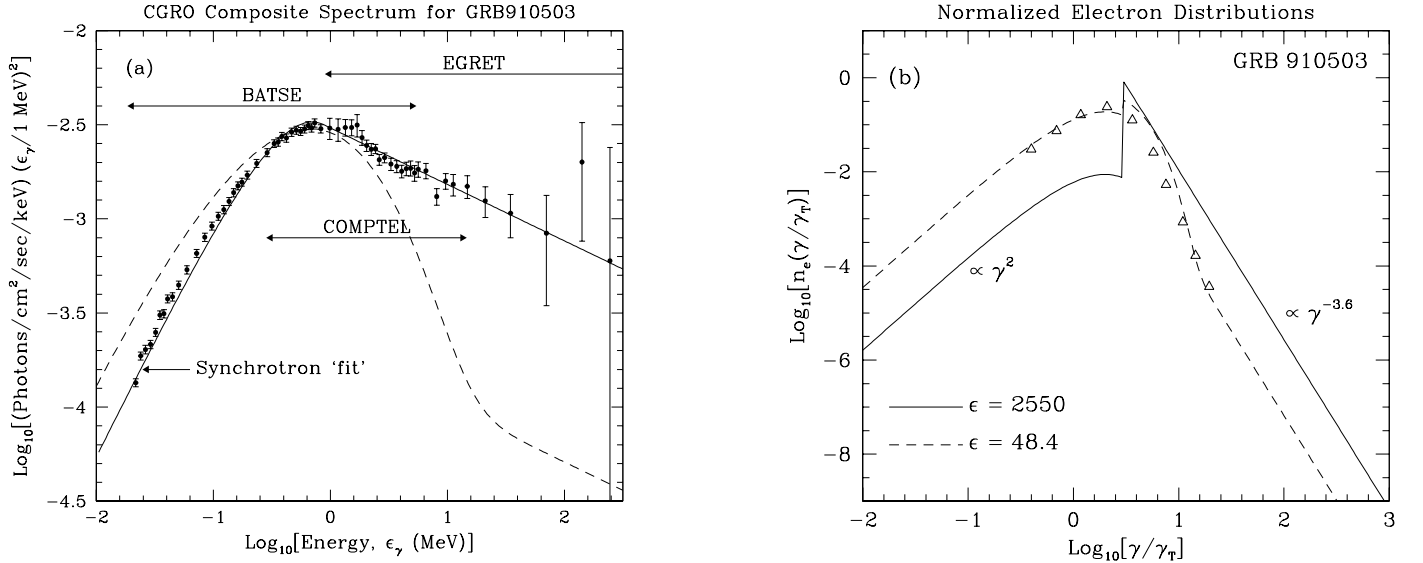 CGRO Composite Spectrum for GRB910503
(a)
EGRET
BATSE
COMPTEL
Synchrotron ‘fit’
−2
−2.5
−3
−3.5
−4
−4.5
−2
−1
0
1
2
Log₁₀[(Photons/cm²/sec/keV) (ϵᵧ/1 MeV)²]
Log₁₀[Energy, ϵᵧ (MeV)]
Normalized Electron Distributions
(b)
GRB 910503
∝ γ²
∝ γ⁻³·⁶
ϵ = 2550
ϵ = 48.4
0
−2
−4
−6
−8
−2
−1
0
1
2
3
Log₁₀[nₑ(γ/γ_T)]
Log₁₀[γ/γ_T]